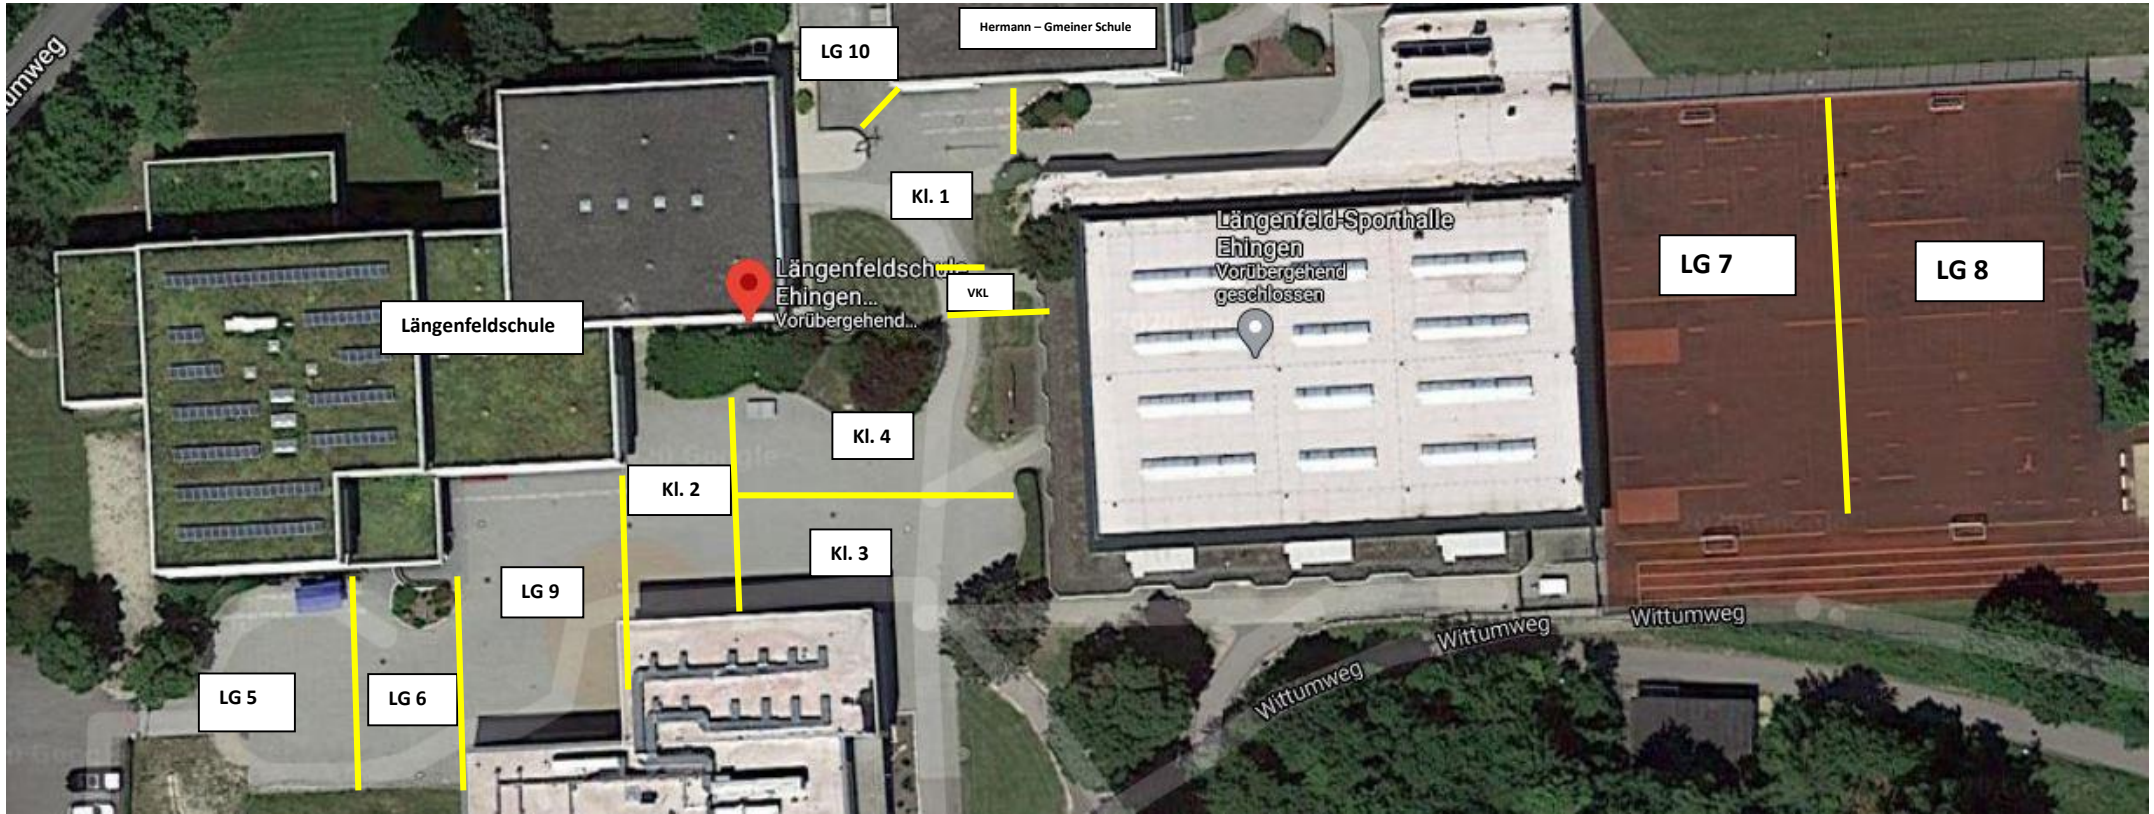 umweg
LG 10
Hermann – Gmeiner Schule
Kl. 1
Längenfeld-Sporthalle
Ehingen
Vorübergehend
geschlossen
LG 7
LG 8
Längenfeldschule
Ehingen...
Vorübergehend...
VKL
Längenfeldschule
Kl. 4
Google
Kl. 2
Kl. 3
LG 9
LG 5
LG 6
Wittumweg
Wittumweg
Wittumweg